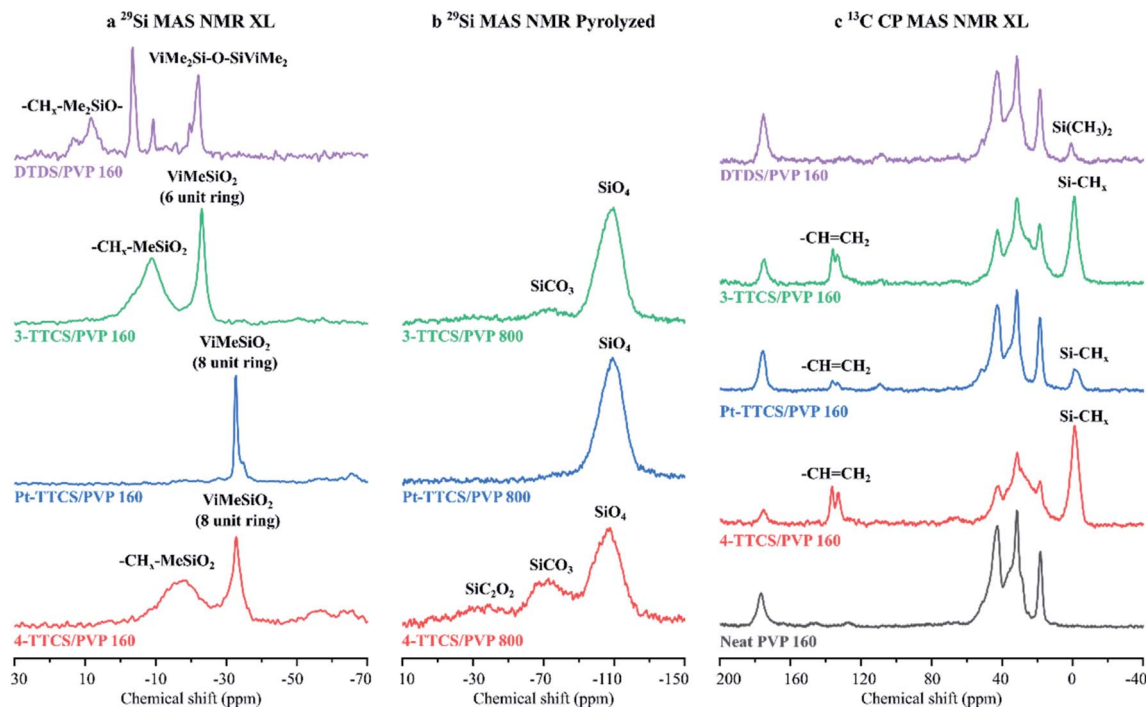 a ²⁹Si MAS NMR XL
ViMe₂Si-O-SiViMe₂
-CHₓ-Me₂SiO-
DTDS/PVP 160
ViMeSiO₂
(6 unit ring)
-CHₓ-MeSiO₂
3-TTCS/PVP 160
ViMeSiO₂
(8 unit ring)
Pt-TTCS/PVP 160
ViMeSiO₂
(8 unit ring)
-CHₓ-MeSiO₂
4-TTCS/PVP 160
30 10 -10 -30 -50 -70
Chemical shift (ppm)
b ²⁹Si MAS NMR Pyrolyzed
SiO₄
SiCO₃
3-TTCS/PVP 800
SiO₄
Pt-TTCS/PVP 800
SiO₄
SiCO₃
SiC₂O₂
4-TTCS/PVP 800
10 -30 -70 -110 -150
Chemical shift (ppm)
c ¹³C CP MAS NMR XL
Si(CH₃)₂
DTDS/PVP 160
Si-CHₓ
-CH=CH₂
3-TTCS/PVP 160
Si-CHₓ
-CH=CH₂
Pt-TTCS/PVP 160
Si-CHₓ
-CH=CH₂
4-TTCS/PVP 160
Neat PVP 160
200 160 120 80 40 0 -40
Chemical shift (ppm)